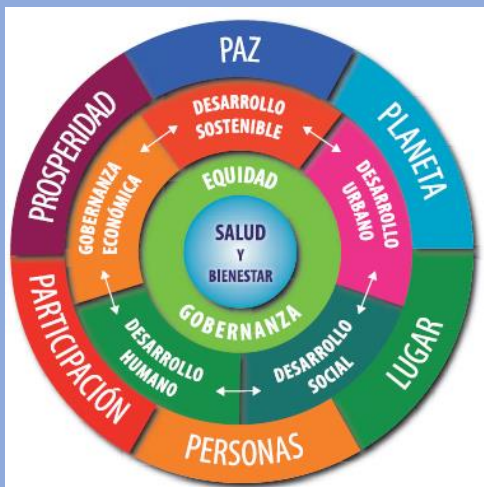 PAZ
PLANETA
LUGAR
PERSONAS
PARTICIPACIÓN
PROSPERIDAD
DESARROLLO
SOSTENIBLE
DESARROLLO
URBANO
DESARROLLO
SOCIAL
DESARROLLO
HUMANO
GOBERNANZA
ECONÓMICA
EQUIDAD
GOBERNANZA
SALUD
Y
BIENESTAR